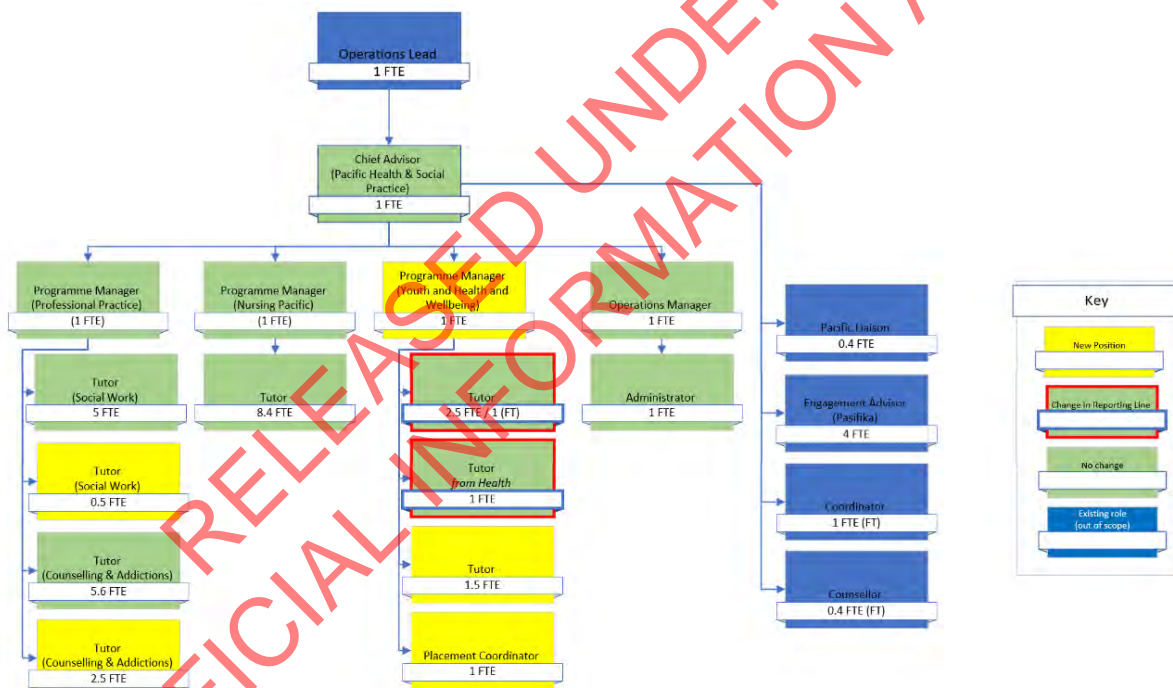 RELEASED UNDER
OFFICIAL INFORMATION A
Operations Lead
1 FTE
Chief Advisor
(Pacific Health & Social
Practice)
1 FTE
Programme Manager
(Professional Practice)
(1 FTE)
Programme Manager
(Nursing Pacific)
(1 FTE)
Programme Manager
(Youth and Health and
Wellbeing)
1 FTE
Operations Manager
1 FTE
Tutor
(Social Work)
5 FTE
Tutor
8.4 FTE
Tutor
2.5 FTE / 1 (FT)
Administrator
1 FTE
Tutor
(Social Work)
0.5 FTE
Tutor
from Health
1 FTE
Tutor
(Counselling & Addictions)
5.6 FTE
Tutor
1.5 FTE
Tutor
(Counselling & Addictions)
2.5 FTE
Placement Coordinator
1 FTE
Pacific Liaison
0.4 FTE
Engagement Advisor
(Pasifika)
4 FTE
Coordinator
1 FTE (FT)
Counsellor
0.4 FTE (FT)
Key
New Position
Change in Reporting Line
No change
Existing role
(out of scope)